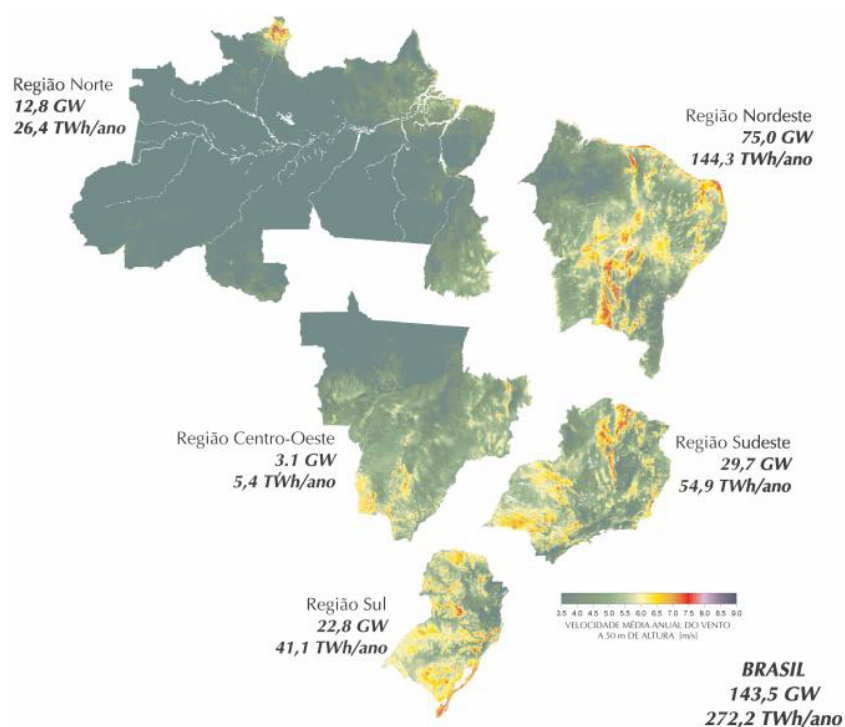 Região Norte
12,8 GW
26,4 TWh/ano
Região Nordeste
75,0 GW
144,3 TWh/ano
Região Centro-Oeste
3.1 GW
5,4 TWh/ano
Região Sudeste
29,7 GW
54,9 TWh/ano
Região Sul
22,8 GW
41,1 TWh/ano
3.5 4.0 4.5 5.0 5.5 6.0 6.5 7.0 7.5 8.0 8.5 9.0
VELOCIDADE MÉDIA ANUAL DO VENTO
A 50 m DE ALTURA [m/s]
BRASIL
143,5 GW
272,2 TWh/ano